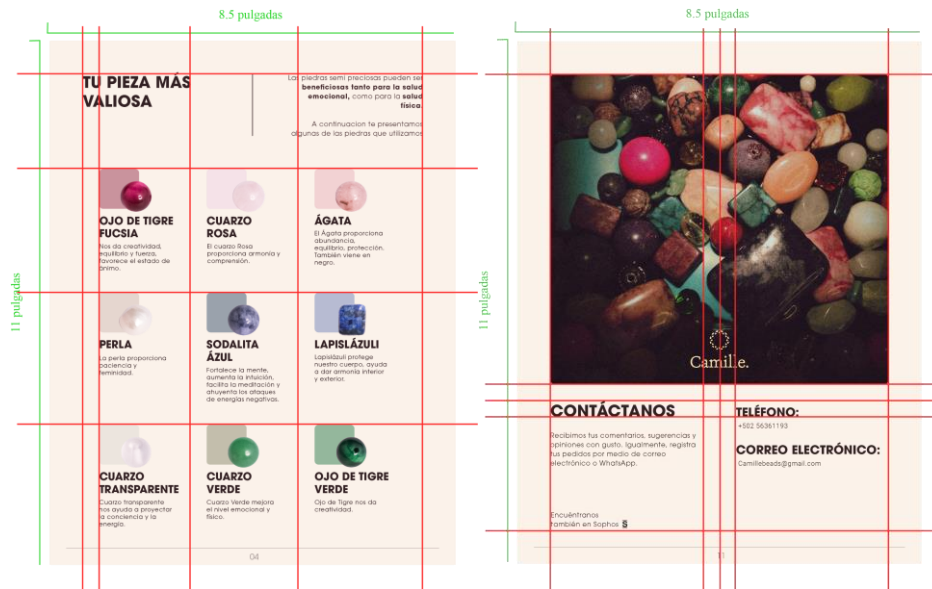 8.5 pulgadas
11 pulgadas
TU PIEZA MÁS
VALIOSA
Las piedras semi preciosas pueden ser
beneficiosas tanto para la salud
emocional, como para la salud
física.
A continuacion te presentamos
algunas de las piedras que utilizamos
OJO DE TIGRE
FUCSIA
Nos da creatividad,
equilibrio y fuerza,
favorece el estado de
ánimo.
CUARZO
ROSA
El cuarzo Rosa
proporciona armonía y
comprensión.
ÁGATA
El Ágata proporciona
abundancia,
equilibrio, protección.
También viene en
negro.
PERLA
La perla proporciona
paciencia y
feminidad.
SODALITA
ÁZUL
Fortalece la mente,
aumenta la intuición,
facilita la meditación y
ahuyenta los ataques
de energías negativas.
LAPISLÁZULI
Lapislázuli protege
nuestro cuerpo, ayuda
a dar armonía interior
y exterior.
CUARZO
TRANSPARENTE
Cuarzo transparente
nos ayuda a proyectar
la conciencia y la
energía.
CUARZO
VERDE
Cuarzo Verde mejora
el nivel emocional y
físico.
OJO DE TIGRE
VERDE
Ojo de Tigre nos da
creatividad.
04
8.5 pulgadas
11 pulgadas
Camille.
CONTÁCTANOS
Recibimos tus comentarios, sugerencias y
opiniones con gusto. Igualmente, registra
tus pedidos por medio de correo
electrónico o WhatsApp.
Encuéntranos
también en Sophos S
TELÉFONO:
+502 56361193
CORREO ELECTRÓNICO:
Camillebeads@gmail.com
11